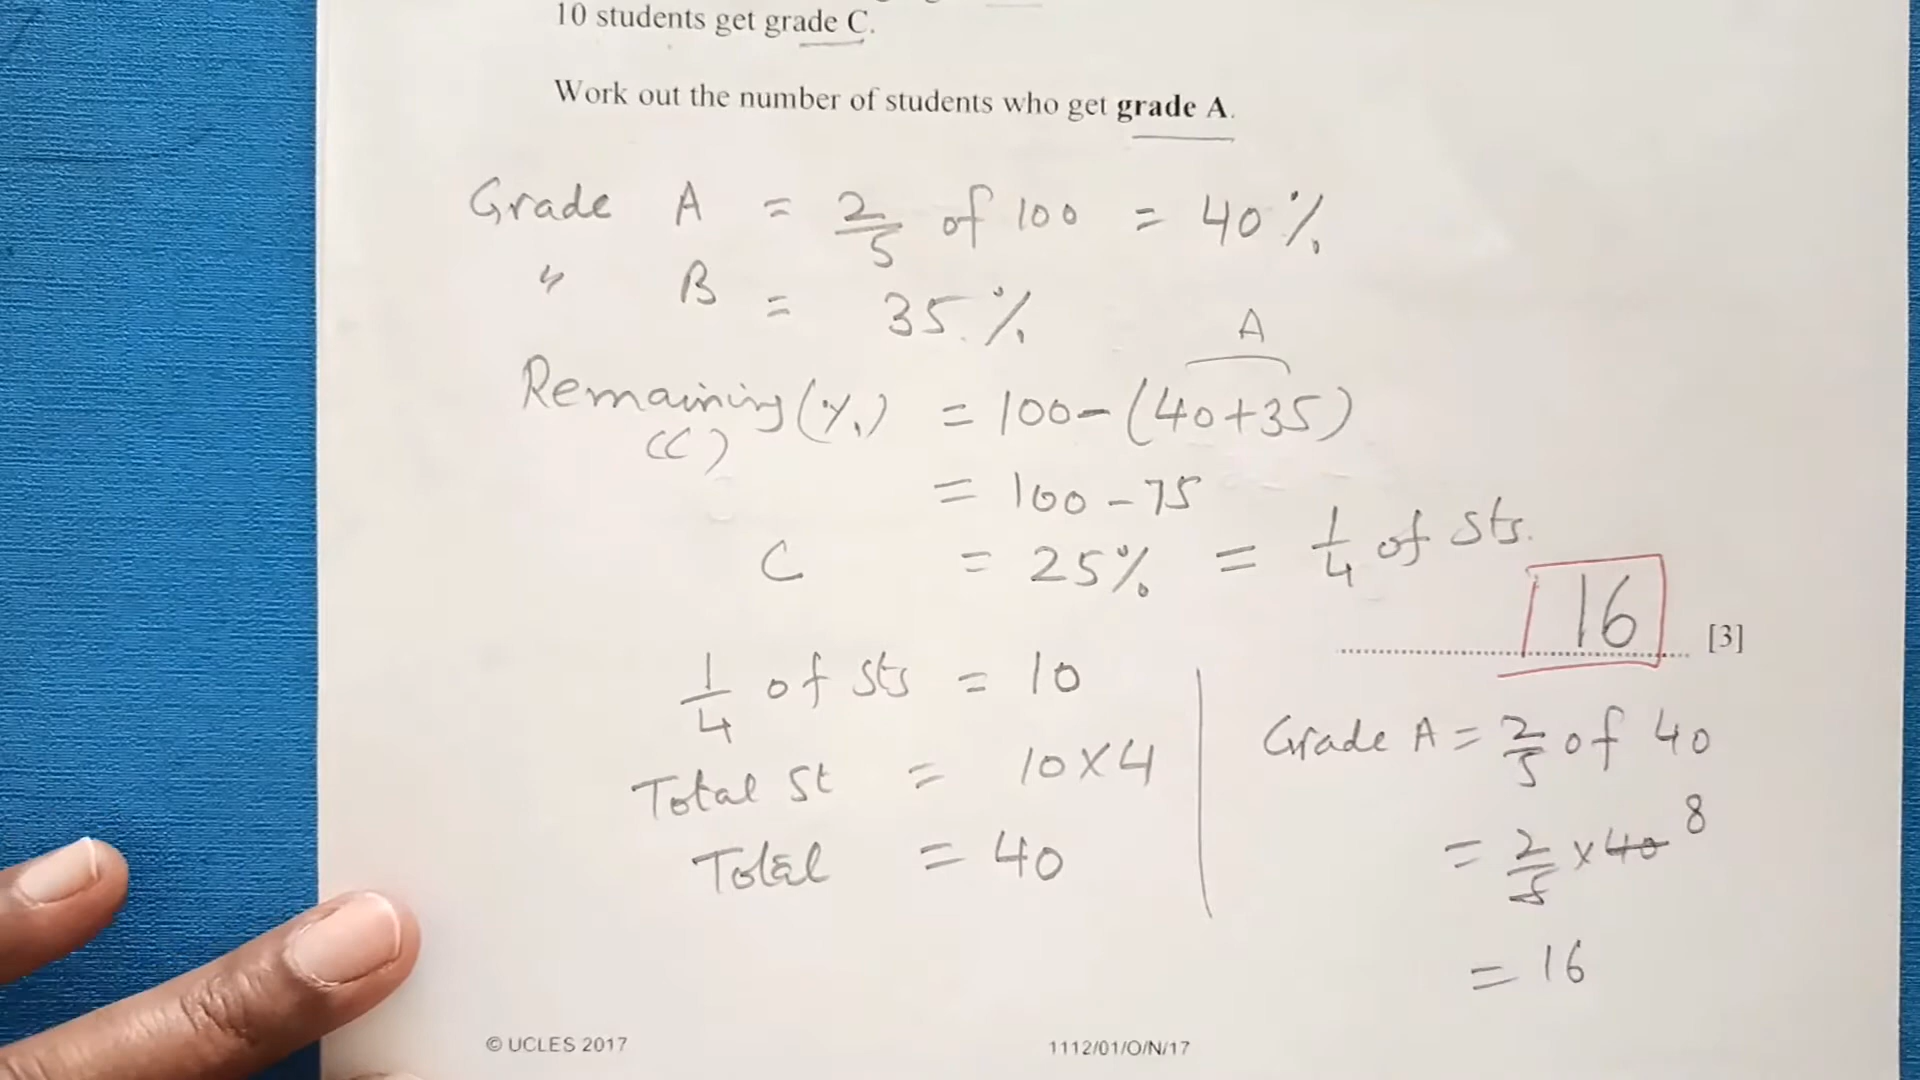 10 students get grade C.
Work out the number of students who get grade A.
Grade A = 2/5 of 100 = 40%
〃 B = 35%
A
Remaining (%) = 100-(40+35)
(C)
= 100-75
C = 25% = 1/4 of sts.
16 [3]
1/4 of sts = 10
Total st = 10x4
Total = 40
Grade A = 2/5 of 40
= 2/5 x 40 8
= 16
© UCLES 2017
1112/01/O/N/17